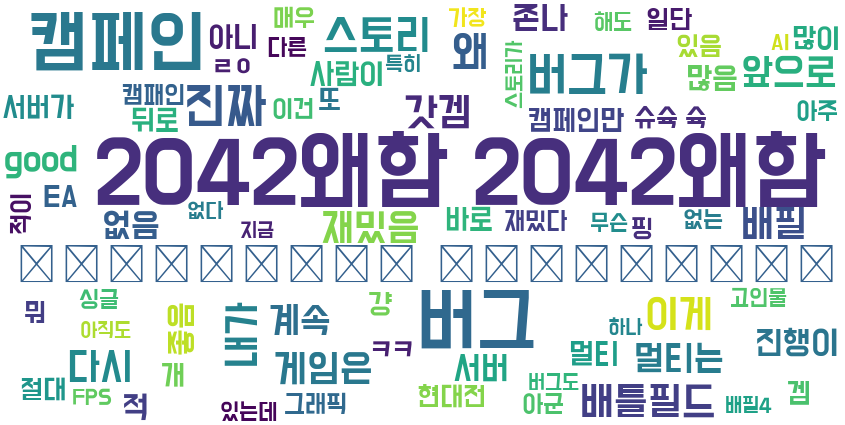 캠페인 아니 매우 스토리 왜 가장 존나 해도 일단 AI 많이
ㄹㅇ 다른 사람이 특히 스토리가 버그가 있음 많음 앞으로
서버가 캠패인 진짜 이건 또 갓겜 캠페인만 슈슉 슉 아주
뒤로
good 2042왜함 2042왜함
EA
적이 없음 없다 지금 재밌음 바로 재밌다 무슨 핑 없는 배필
뭐 싱글 아직도 좋음 내가 계속 걍 버그 이게 고인물
하나 진행이
다시 개 게임은 ㅋㅋ 서버 멀티 멀티는
절대 FPS 적 있는데 그래픽 현대전 버그도 아군 배틀필드 배필4 겜